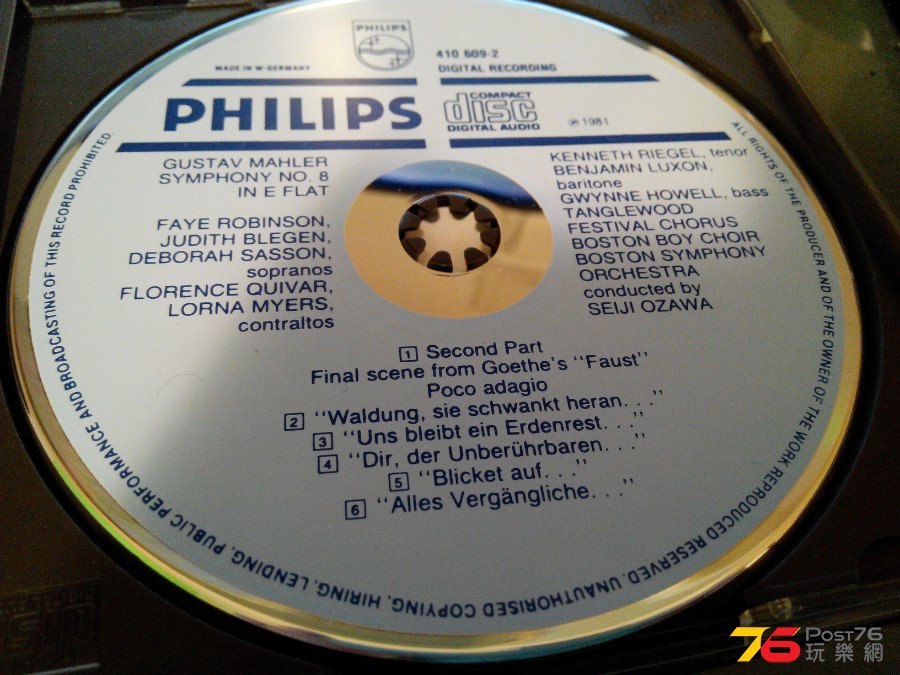 PHILIPS
MADE IN W-GERMANY
410 609-2
DIGITAL RECORDING
PHILIPS
COMPACT
disc
DIGITAL AUDIO
℗ 1981
GUSTAV MAHLER
SYMPHONY NO. 8
IN E FLAT
FAYE ROBINSON,
JUDITH BLEGEN,
DEBORAH SASSON,
sopranos
FLORENCE QUIVAR,
LORNA MYERS,
contraltos
KENNETH RIEGEL, tenor
BENJAMIN LUXON,
baritone
GWYNNE HOWELL, bass
TANGLEWOOD
FESTIVAL CHORUS
BOSTON BOY CHOIR
BOSTON SYMPHONY
ORCHESTRA
conducted by
SEIJI OZAWA
1 Second Part
Final scene from Goethe's "Faust"
Poco adagio
2 "Waldung, sie schwankt heran. . ."
3 "Uns bleibt ein Erdenrest. . ."
4 "Dir, der Unberührbaren. . ."
5 "Blicket auf. . ."
6 "Alles Vergängliche. . ."
ALL RIGHTS OF THE PRODUCER AND OF THE OWNER OF THE WORK REPRODUCED RESERVED. UNAUTHORISED COPYING, HIRING, LENDING, PUBLIC PERFORMANCE AND BROADCASTING OF THIS RECORD PROHIBITED.
76 Post76
玩樂網